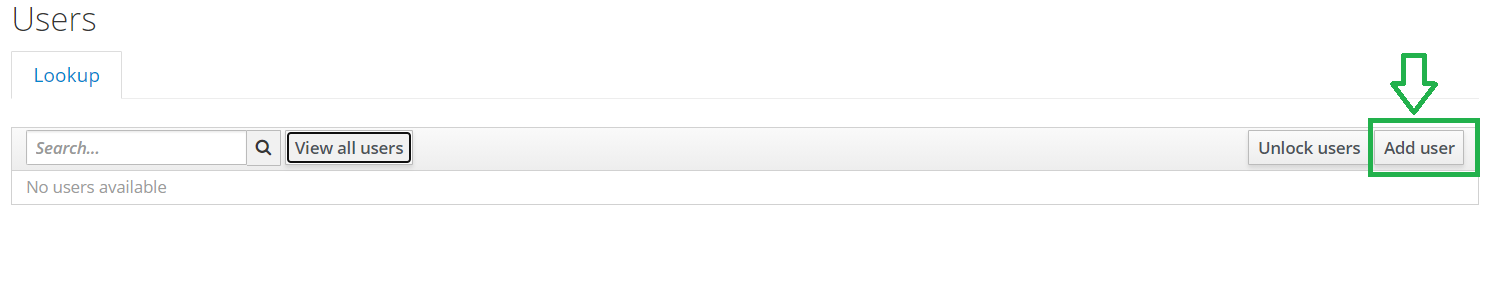 Users
Lookup
Search... View all users Unlock users Add user
No users available